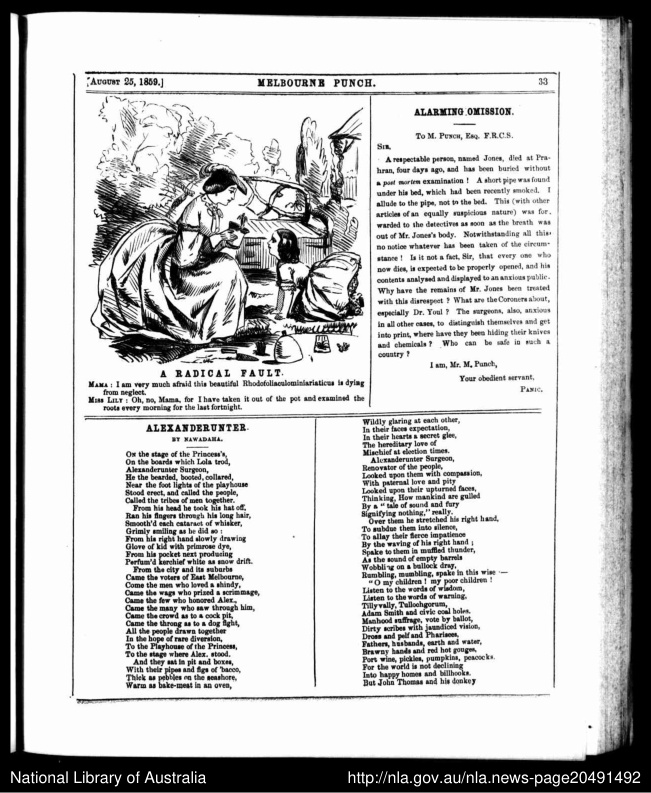 [August 25, 1859.]
MELBOURNE PUNCH.
33
A RADICAL FAULT.
Mama : I am very much afraid this beautiful Rhodofoliaculominiariaticus is dying
from neglect.
Miss Lily : Oh, no, Mama, for I have taken it out of the pot and examined the
roots every morning for the last fortnight.
ALARMING OMISSION.
To M. Punch, Esq. F.R.C.S.
Sir,
A respectable person, named Jones, died at Pra-
hran, four days ago, and has been buried without
a post mortem examination ! A short pipe was found
under his bed, which had been recently smoked. I
allude to the pipe, not to the bed. This (with other
articles of an equally suspicious nature) was for-
warded to the detectives as soon as the breath was
out of Mr. Jones's body. Notwithstanding all this
no notice whatever has been taken of the circum-
stance ! Is it not a fact, Sir, that every one who
now dies, is expected to be properly opened, and his
contents analysed and displayed to an anxious public.
Why have the remains of Mr. Jones been treated
with this disrespect ? What are the Coroners about,
especially Dr. Youl ? The surgeons, also, anxious
in all other cases, to distinguish themselves and get
into print, where have they been hiding their knives
and chemicals ? Who can be safe in such a
country ?
I am, Mr. M. Punch,
Your obedient servant,
Panic.
ALEXANDERUNTER.
BY NAWADAHA.
On the stage of the Princess's,
On the boards which Lola trod,
Alexanderunter Surgeon,
He the bearded, booted, collared,
Near the foot lights of the playhouse
Stood erect, and called the people,
Called the tribes of men together.
From his head he took his hat off,
Ran his fingers through his long hair,
Smooth'd each cataract of whisker,
Grimly smiling as he did so :
From his right hand slowly drawing
Glove of kid with primrose dye,
From his pocket next producing
Perfum'd kerchief white as snow drift.
From the city and its suburbs
Came the voters of East Melbourne,
Came the men who loved a shindy,
Came the wags who prized a scrimmage,
Came the few who honored Alex.,
Came the many who saw through him,
Came the crowd as to a cock pit,
Came the throng as to a dog fight,
All the people drawn together
In the hope of rare diversion,
To the Playhouse of the Princess,
To the stage where Alex. stood.
And they sat in pit and boxes,
With their pipes and figs of 'bacco,
Thick as pebbles on the seashore,
Warm as bake-meat in an oven,
Wildly glaring at each other,
In their faces expectation,
In their hearts a secret glee,
The hereditary love of
Mischief at election times.
Alexanderunter Surgeon,
Renovator of the people,
Looked upon them with compassion,
With paternal love and pity
Looked upon their upturned faces,
Thinking, How mankind are gulled
By a "tale of sound and fury
Signifying nothing," really.
Over them he stretched his right hand,
To subdue them into silence,
To allay their fierce impatience
By the waving of his right hand ;
Spake to them in muffled thunder,
As the sound of empty barrels
Wobbling on a bullock dray,
Rumbling, mumbling, spake in this wise :—
"O my children ! my poor children !
Listen to the words of wisdom,
Listen to the words of warning.
Tillyvally, Tullochgorum,
Adam Smith and civic coal holes.
Manhood suffrage, vote by ballot,
Dirty scribes with jaundiced vision,
Dross and pelf and Pharisees,
Fathers, husbands, earth and water,
Brawny hands and red hot gouges,
Port wine, pickles, pumpkins, peacocks.
For the world is not declining
Into happy homes and billhooks.
But John Thomas and his donkey
National Library of Australia
http://nla.gov.au/nla.news-page20491492